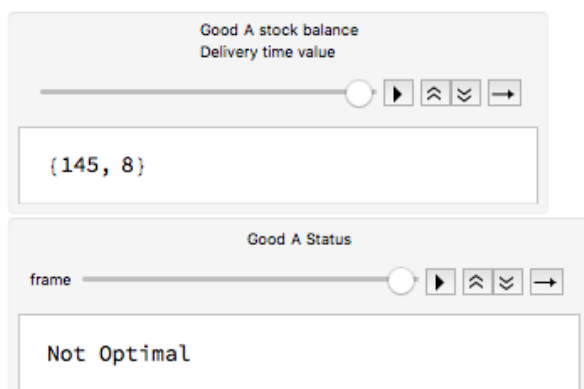 Good A stock balance
Delivery time value
{145, 8}
Good A Status
frame
Not Optimal